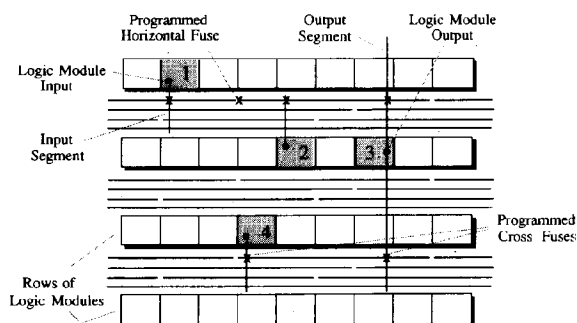 Programmed
Horizontal Fuse
Output
Segment
Logic Module
Output
Logic Module
Input
1
Input
Segment
2
3
4
Programmed
Cross Fuses
Rows of
Logic Modules